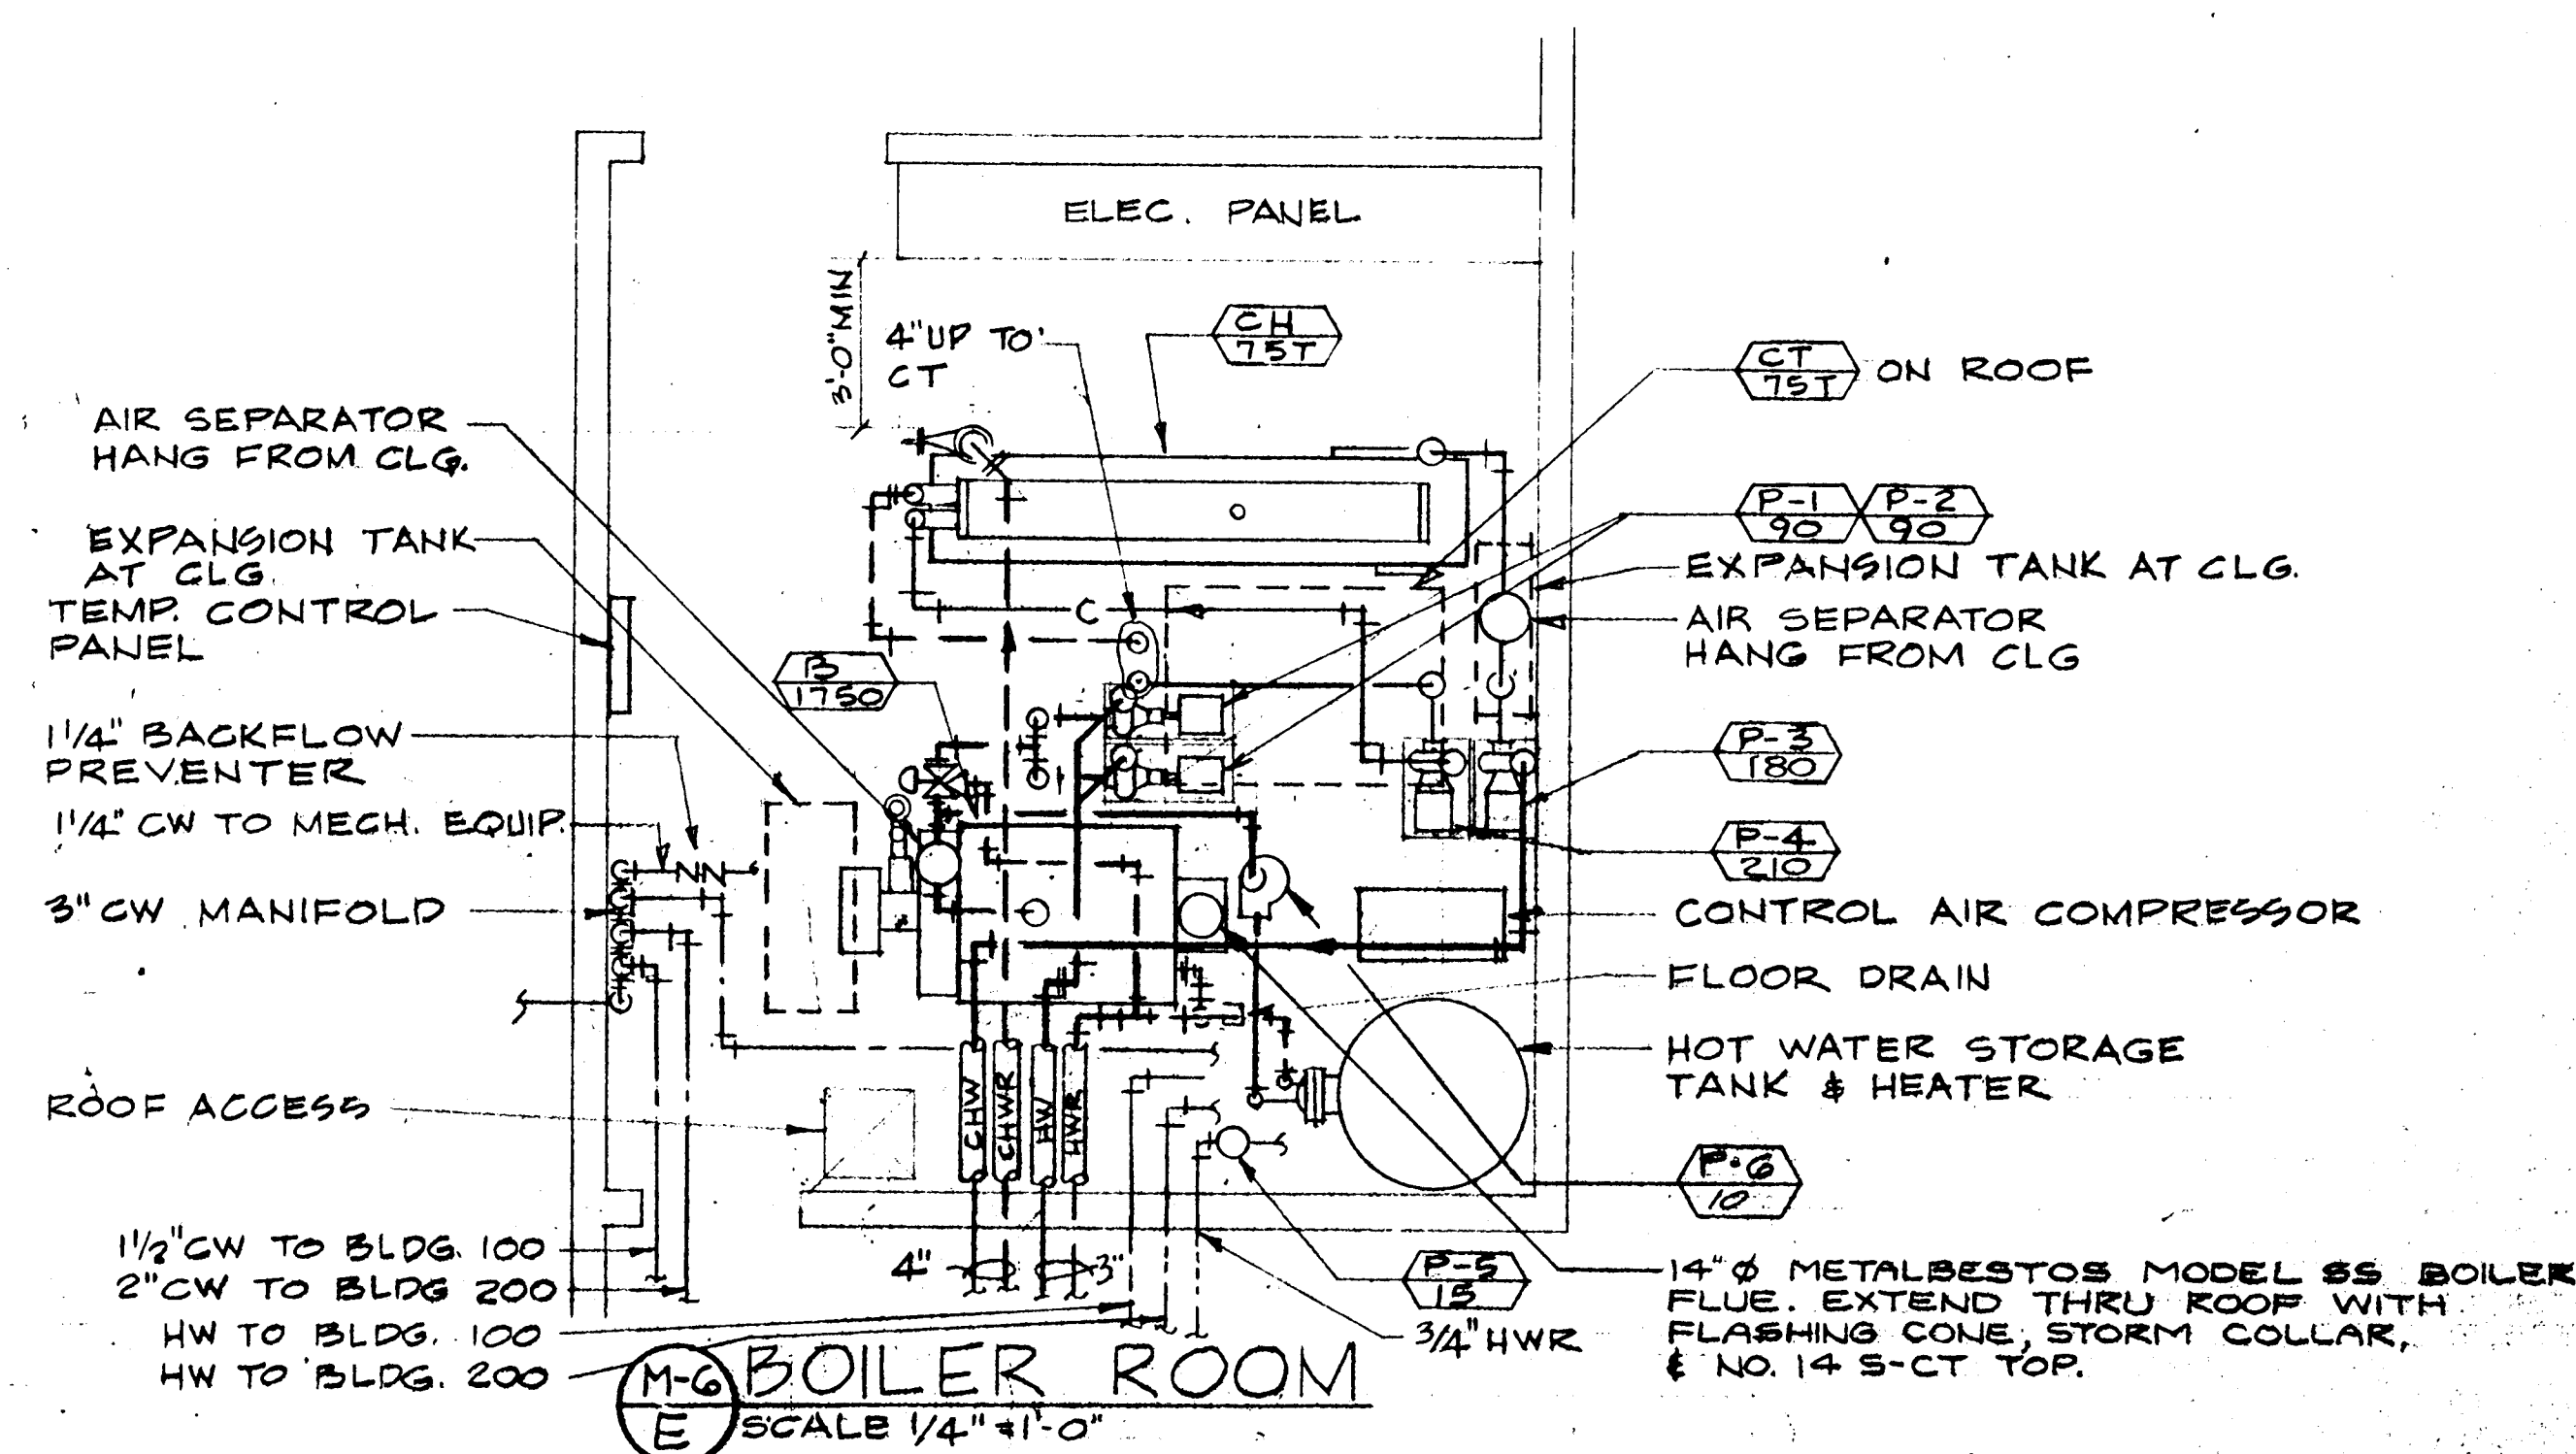 ELEC. PANEL
3'-0" MIN
4" UP TO
CT
CH
75T
CT
75T
ON ROOF
AIR SEPARATOR
HANG FROM CLG.
EXPANSION TANK
AT CLG.
TEMP. CONTROL
PANEL
B
1750
1 1/4" BACKFLOW
PREVENTER
1 1/4" CW TO MECH. EQUIP.
3" CW MANIFOLD
ROOF ACCESS
C
P-1
90
P-2
90
EXPANSION TANK AT CLG.
AIR SEPARATOR
HANG FROM CLG
P-3
180
P-4
210
CONTROL AIR COMPRESSOR
FLOOR DRAIN
HOT WATER STORAGE
TANK & HEATER
CHW
CHWR
HW
HWR
P-6
10
4"
3"
P-5
15
3/4" HWR
1 1/2" CW TO BLDG. 100
2" CW TO BLDG 200
HW TO BLDG. 100
HW TO BLDG. 200
14" Ø METALBESTOS MODEL SS BOILER
FLUE. EXTEND THRU ROOF WITH
FLASHING CONE, STORM COLLAR,
& NO. 14 S-CT TOP.
M-6
E
BOILER ROOM
SCALE 1/4" = 1'-0"